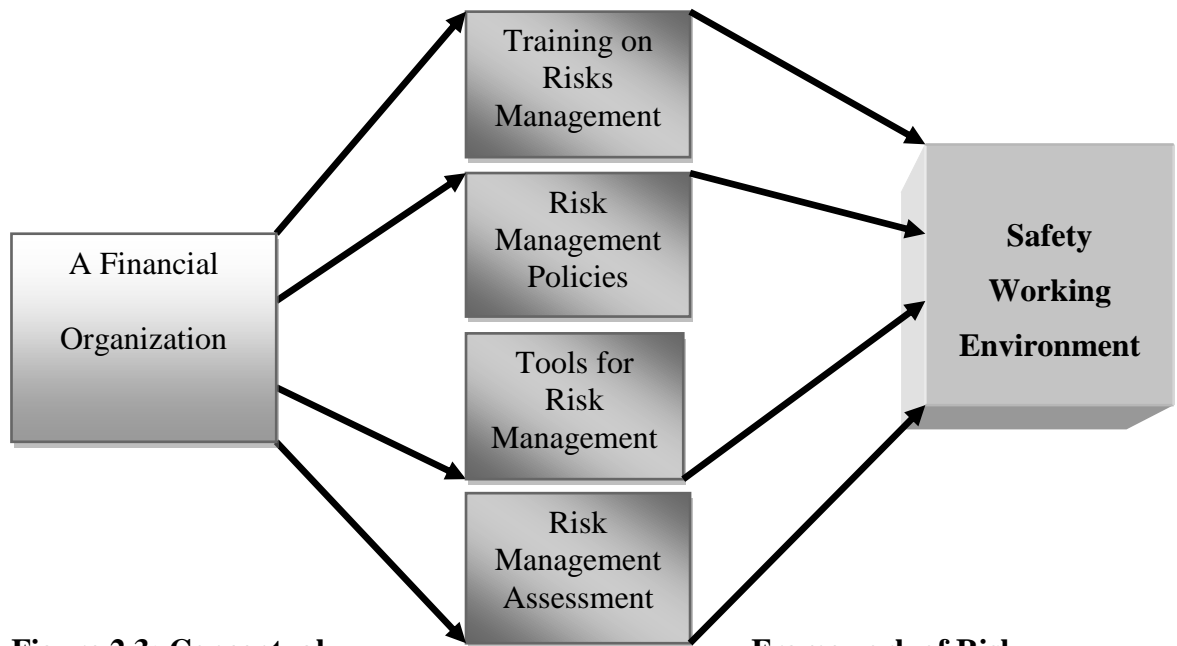 Training on
Risks
Management
Risk
Management
Policies
A Financial
Organization
Tools for
Risk
Management
Risk
Management
Assessment
Safety
Working
Environment
Figure 2.3: Conceptual Framework of Risk